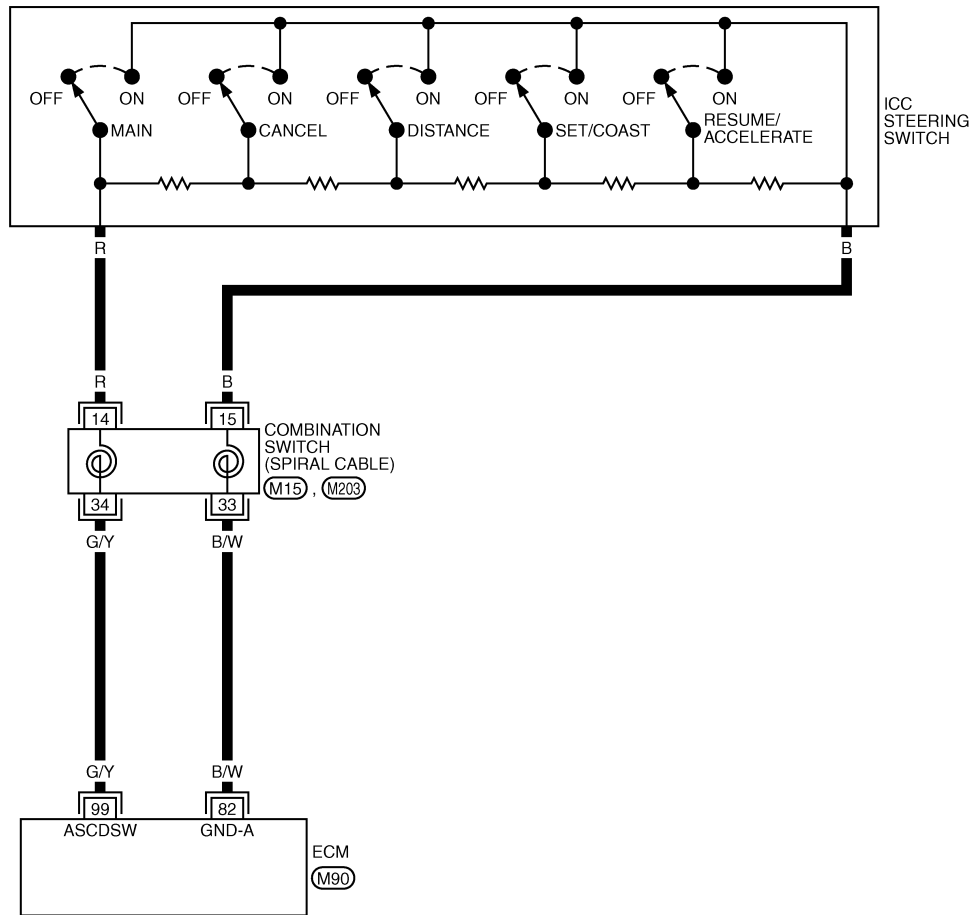 OFF ON OFF ON OFF ON OFF ON OFF ON
MAIN CANCEL DISTANCE SET/COAST RESUME/
ACCELERATE
ICC
STEERING
SWITCH
R B
R B
14 15
COMBINATION
SWITCH
(SPIRAL CABLE)
M15 , M203
34 33
G/Y B/W
G/Y B/W
99 82
ASCDSW GND-A
ECM
M90